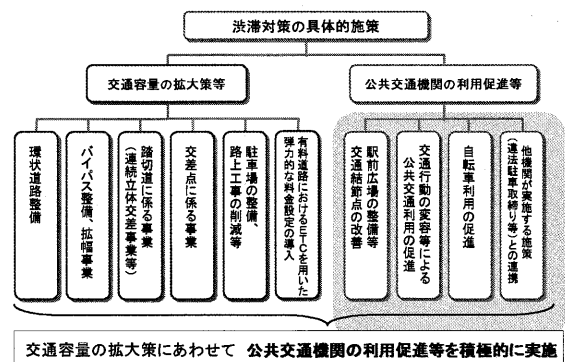 渋滞対策の具体的施策
交通容量の拡大策等
公共交通機関の利用促進等
環状道路整備
バイパス整備、拡幅事業
踏切道に係る事業
(連続立体交差事業等)
交差点に係る事業
駐車場の整備、
路上工事の削減等
有料道路におけるETCを用いた
弾力的な料金設定の導入
駅前広場の整備等
交通結節点の改善
交通行動の変容等による
公共交通利用の促進
自転車利用の促進
他機関が実施する施策
(違法駐車取締り等)との連携
交通容量の拡大策にあわせて 公共交通機関の利用促進等を積極的に実施